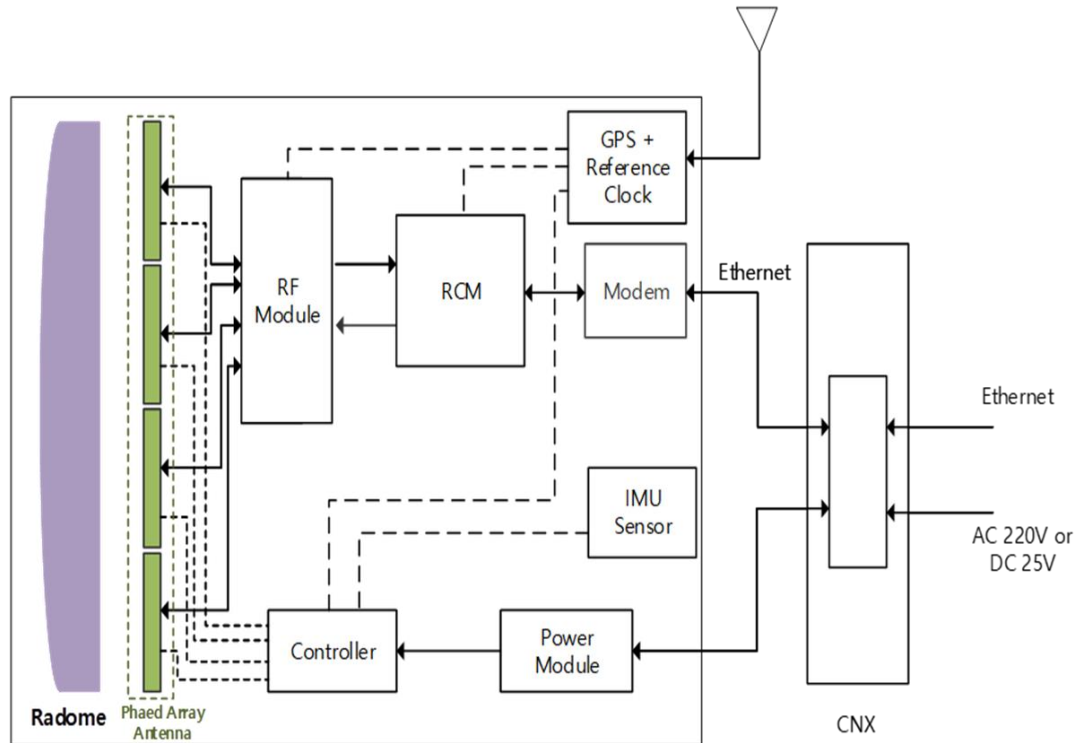 GPS +
Reference
Clock
RF
Module
RCM
Modem
Ethernet
Ethernet
IMU
Sensor
AC 220V or
DC 25V
Controller
Power
Module
Radome
Phaed Array
Antenna
CNX